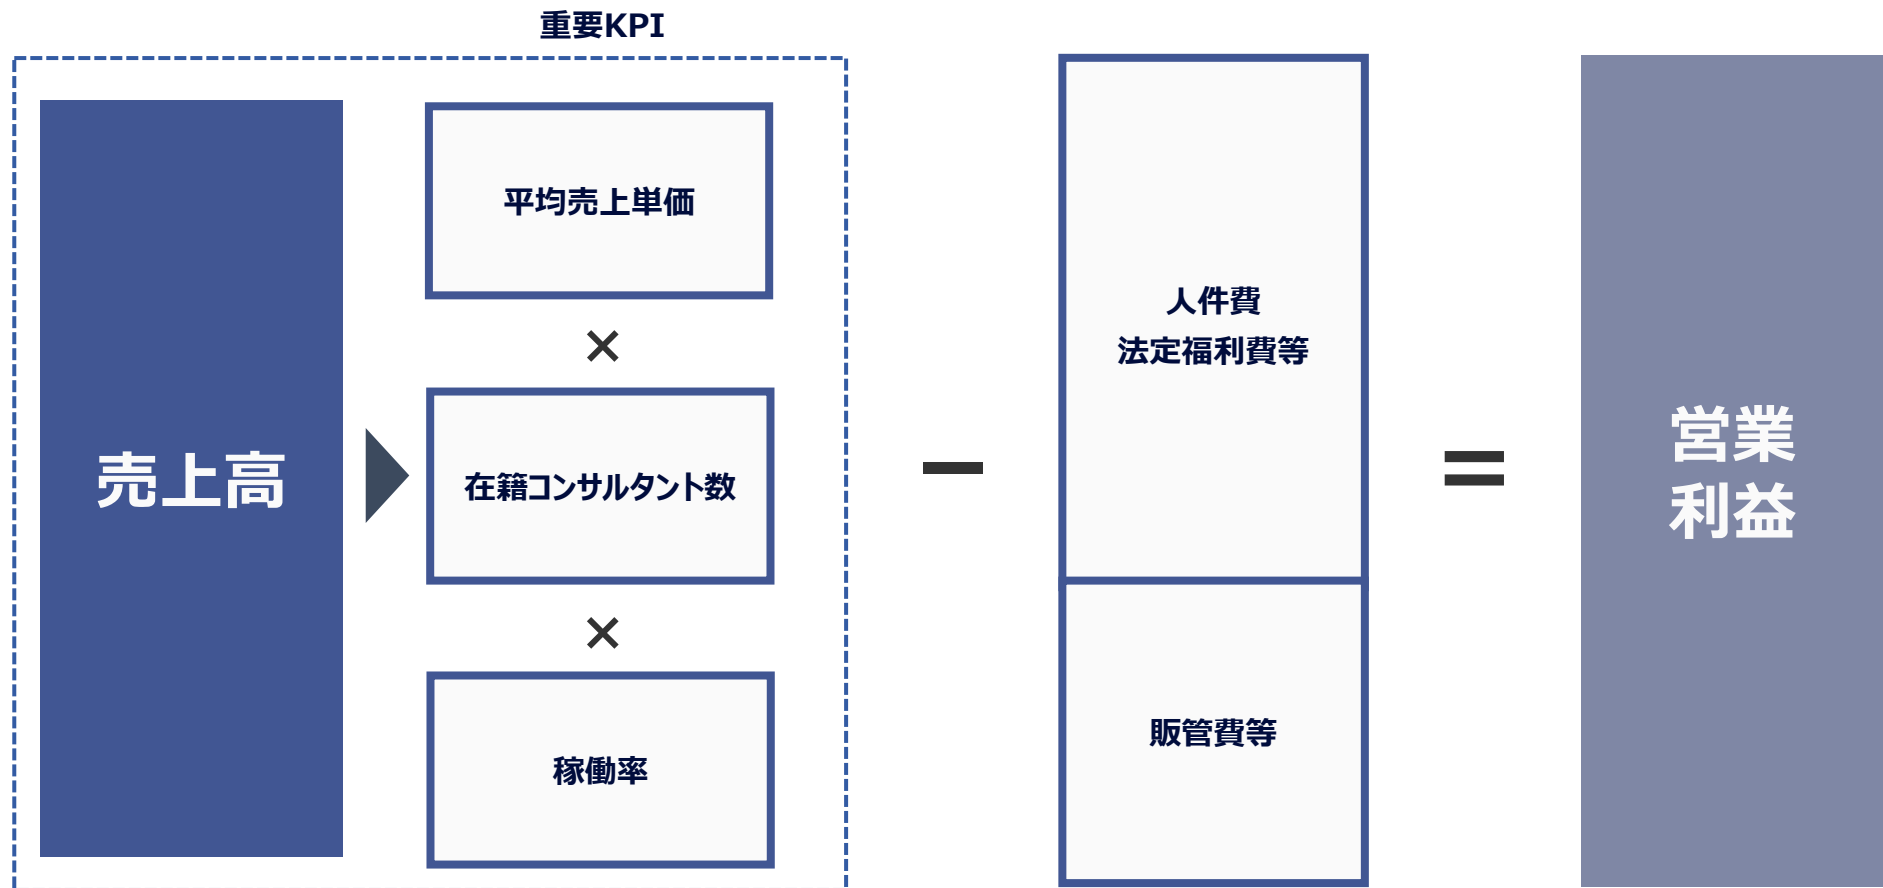 重要KPI
売上高
平均売上単価
×
在籍コンサルタント数
×
稼働率
ー
人件費
法定福利費等
販管費等
=
営業
利益